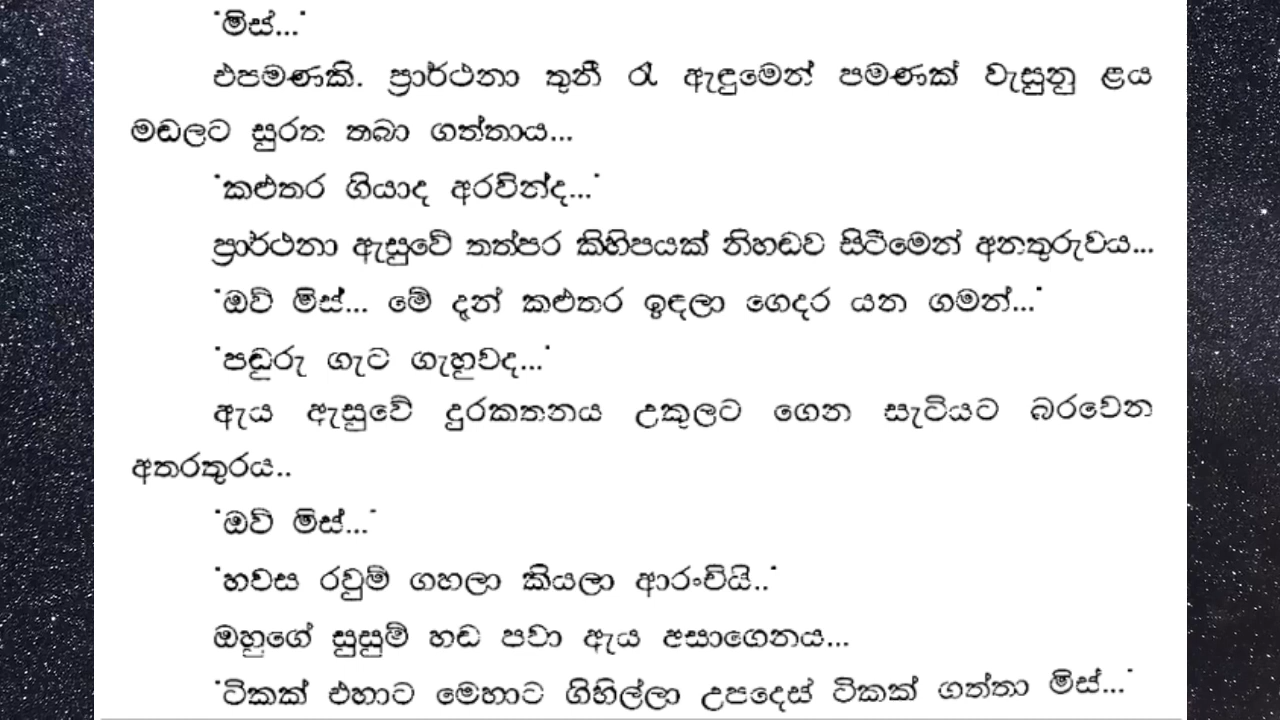 'මිස්...'
එපමණකි. ප්‍රාර්ථනා තුනී රෑ ඇඳුමෙන් පමණක් වැසුනු ළය
මඬලට සුරත තබා ගත්තාය...
'කළුතර ගියාද අරවින්ද...'
ප්‍රාර්ථනා ඇසුවේ තත්පර කිහිපයක් නිහඬව සිටීමෙන් අනතුරුවය...
'ඔව් මිස්... මේ දැන් කළුතර ඉඳලා ගෙදර යන ගමන්...'
'පඬුරු ගැට ගැහුවද...'
ඇය ඇසුවේ දුරකතනය උකුලට ගෙන සැටියට බරවෙන
අතරතුරය..
'ඔව් මිස්...'
'හවස රවුම් ගහලා කියලා ආරංචියි..'
ඔහුගේ සුසුම් හඬ පවා ඇය අසාගෙනය...
'ටිකක් එහාට මෙහාට ගිහිල්ලා උපදෙස් ටිකක් ගත්තා මිස්...'